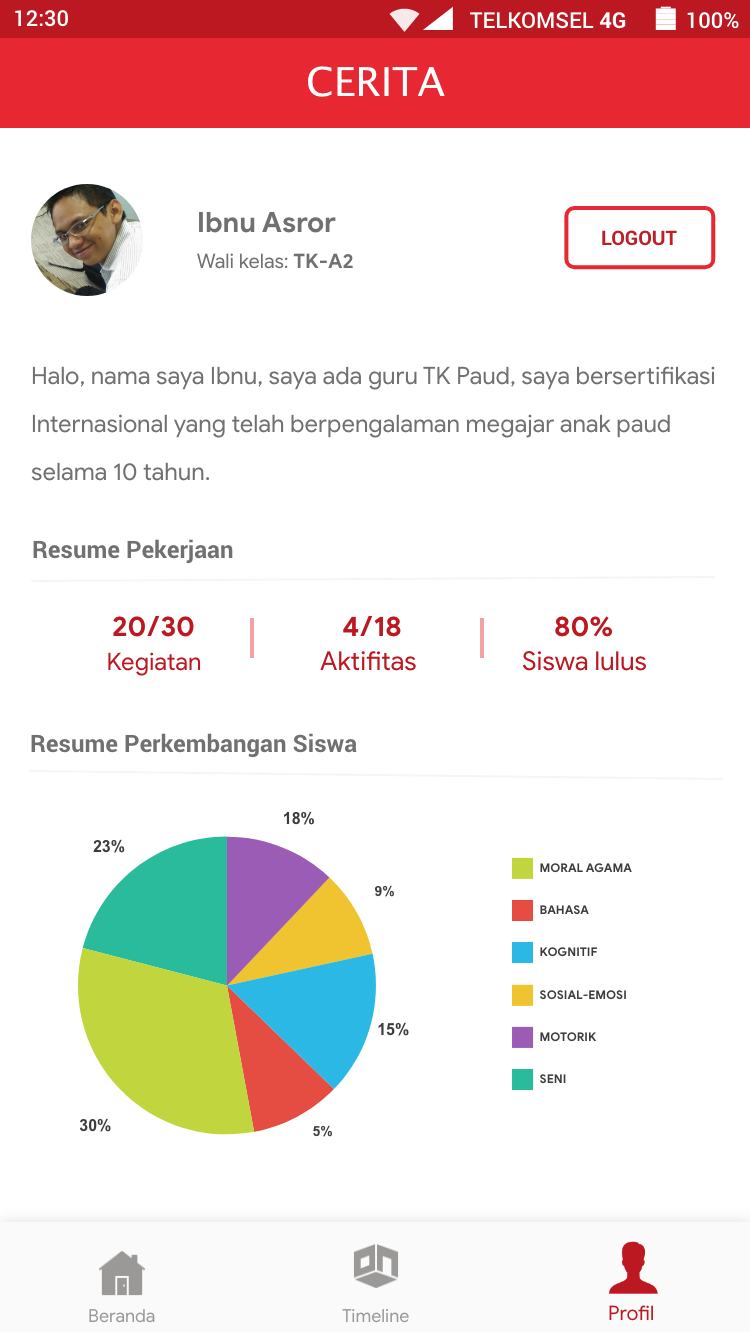 12:30 TELKOMSEL 4G 100%
CERITA
Ibnu Asror
Wali kelas: TK-A2
LOGOUT
Halo, nama saya Ibnu, saya ada guru TK Paud, saya bersertifikasi
Internasional yang telah berpengalaman megajar anak paud
selama 10 tahun.
Resume Pekerjaan
20/30 4/18 80%
Kegiatan Aktifitas Siswa lulus
Resume Perkembangan Siswa
18%
23%
9%
15%
30%
5%
MORAL AGAMA
BAHASA
KOGNITIF
SOSIAL-EMOSI
MOTORIK
SENI
Beranda Timeline Profil